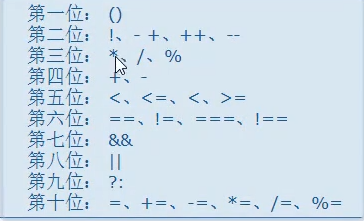 第一位： ()
第二位： !、- +、++、--
第三位： *、/、%
第四位： +、-
第五位： <、<=、<、>=
第六位： ==、!=、===、!==
第七位： &&
第八位： ||
第九位： ?:
第十位： =、+=、-=、*=、/=、%=